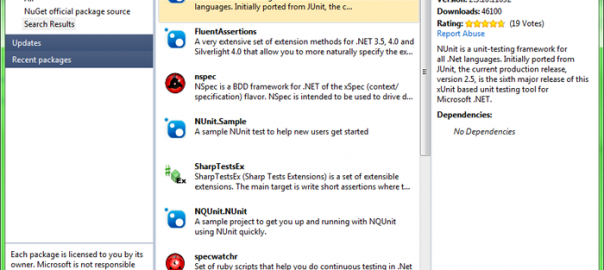 NuGet official package source
Search Results
Updates
Recent packages
Each package is licensed to you by its
owner. Microsoft is not responsible
languages. Initially ported from JUnit, the c...
FluentAssertions
A very extensive set of extension methods for .NET 3.5, 4.0 and
Silverlight 4.0 that allow you to more naturally specify the ex...
nspec
NSpec is a BDD framework for .NET of the xSpec (context/
specification) flavor. NSpec is intended to be used to drive d...
NUnit.Sample
A sample NUnit test to help new users get started
SharpTestsEx
SharpTestsEx (Sharp Tests Extensions) is a set of extensible
extensions. The main target is write short assertions where t...
Ex
NQUnit.NUnit
A sample project to get you up and running with NQUnit
using NUnit quickly.
specwatchr
Set of ruby scripts that help you do continuous testing in .Net
Downloads: 46100
Rating: (19 Votes)
Report Abuse
NUnit is a unit-testing framework for
all .Net languages. Initially ported from
JUnit, the current production release,
version 2.5, is the sixth major release of this
xUnit based unit testing tool for
Microsoft .NET.
Dependencies:
No Dependencies